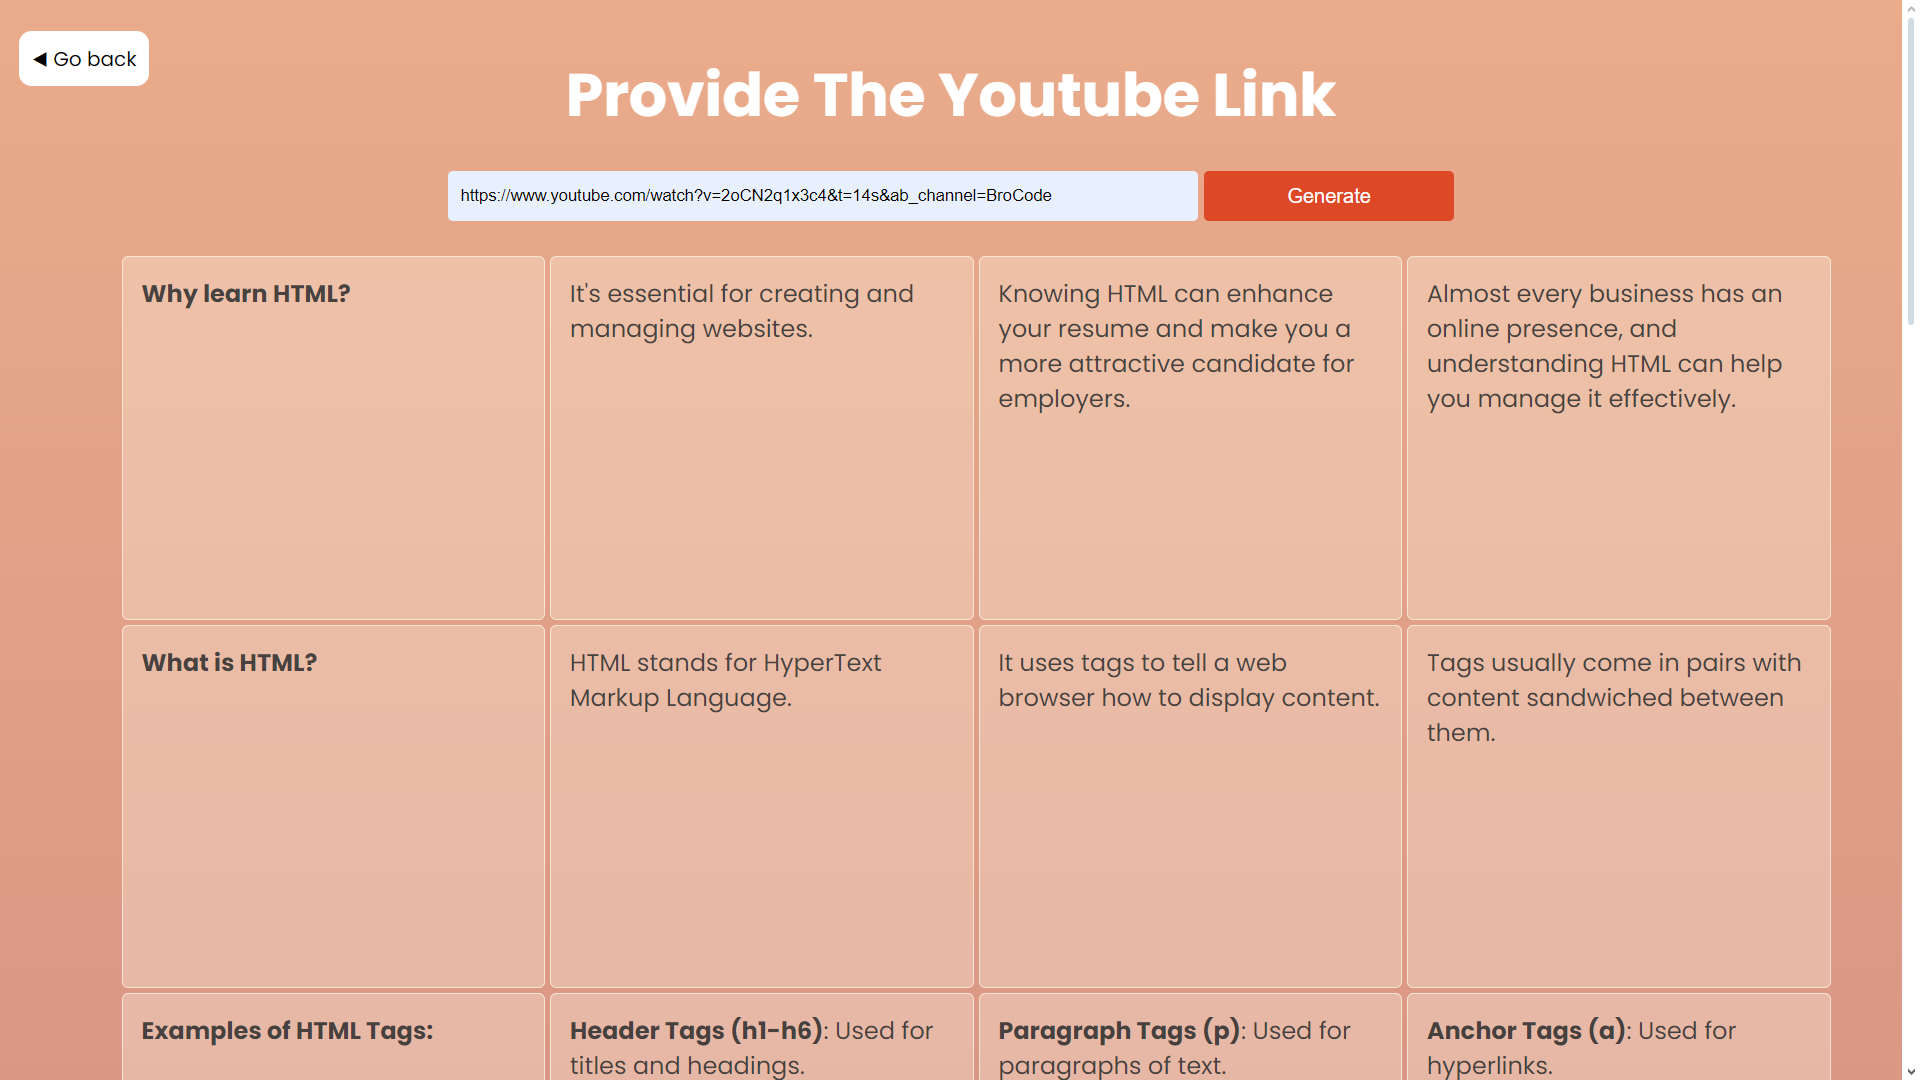 ◀ Go back
Provide The Youtube Link
https://www.youtube.com/watch?v=2oCN2q1x3c4&t=14s&ab_channel=BroCode
Generate
Why learn HTML?
It's essential for creating and
managing websites.
Knowing HTML can enhance
your resume and make you a
more attractive candidate for
employers.
Almost every business has an
online presence, and
understanding HTML can help
you manage it effectively.
What is HTML?
HTML stands for HyperText
Markup Language.
It uses tags to tell a web
browser how to display content.
Tags usually come in pairs with
content sandwiched between
them.
Examples of HTML Tags:
Header Tags (h1-h6): Used for
titles and headings.
Paragraph Tags (p): Used for
paragraphs of text.
Anchor Tags (a): Used for
hyperlinks.